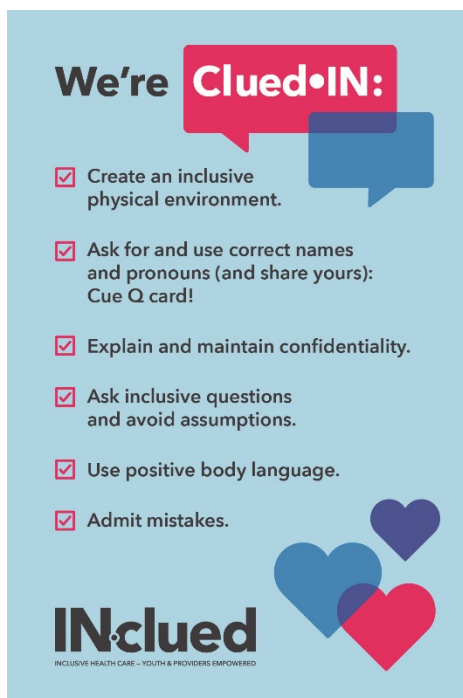 We're Clued•IN:
Create an inclusive
physical environment.
Ask for and use correct names
and pronouns (and share yours):
Cue Q card!
Explain and maintain confidentiality.
Ask inclusive questions
and avoid assumptions.
Use positive body language.
Admit mistakes.
IN•clued
INCLUSIVE HEALTH CARE – YOUTH & PROVIDERS EMPOWERED